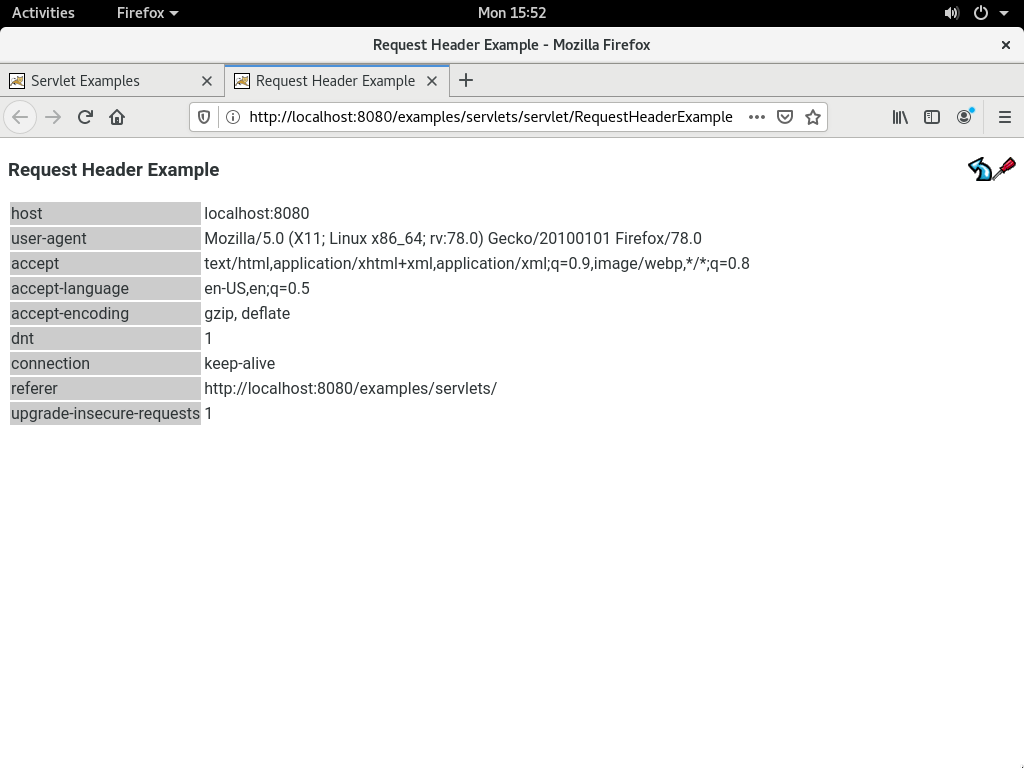 Activities Firefox Mon 15:52
Request Header Example - Mozilla Firefox
Servlet Examples Request Header Example
http://localhost:8080/examples/servlets/servlet/RequestHeaderExample
Request Header Example
host localhost:8080
user-agent Mozilla/5.0 (X11; Linux x86_64; rv:78.0) Gecko/20100101 Firefox/78.0
accept text/html,application/xhtml+xml,application/xml;q=0.9,image/webp,*/*;q=0.8
accept-language en-US,en;q=0.5
accept-encoding gzip, deflate
dnt 1
connection keep-alive
referer http://localhost:8080/examples/servlets/
upgrade-insecure-requests 1